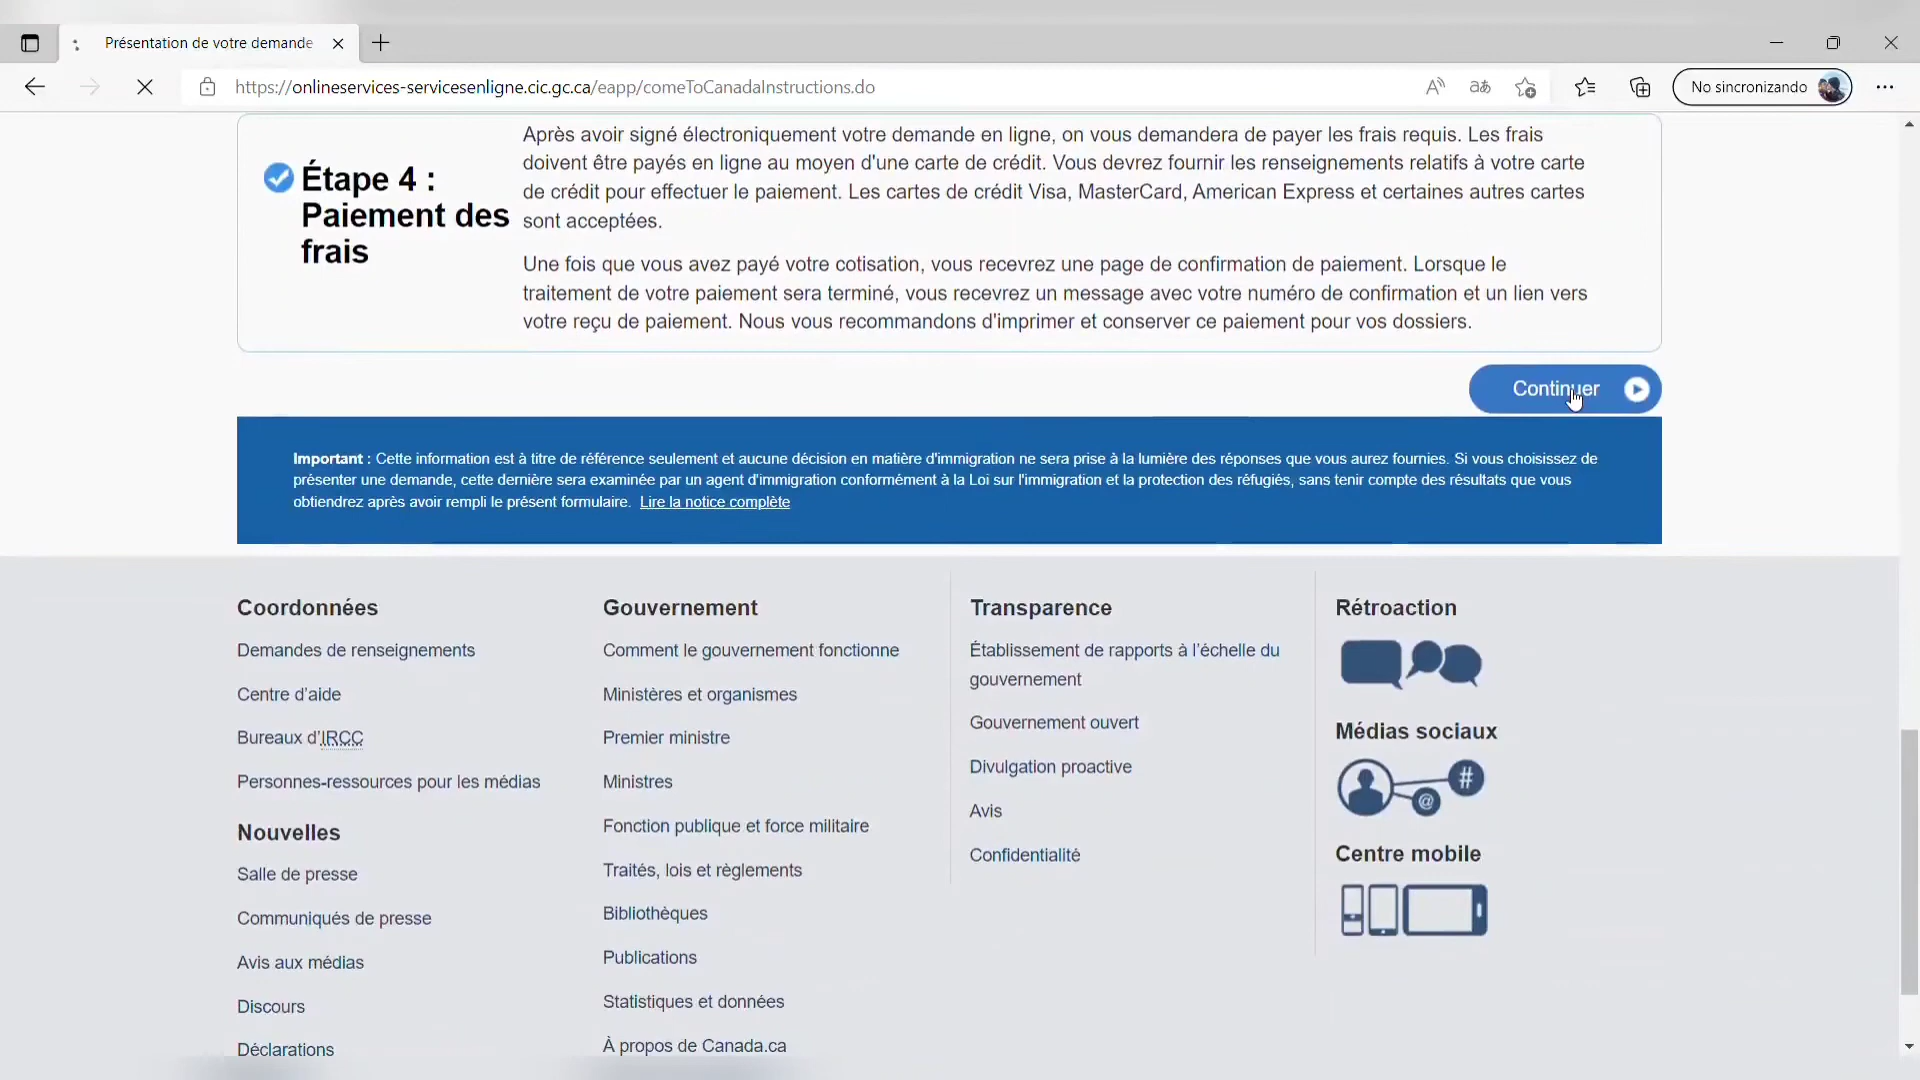 Présentation de votre demande
https://onlineservices-servicesenligne.cic.gc.ca/eapp/comeToCanadaInstructions.do
No sincronizando
Étape 4 :
Paiement des
frais
Après avoir signé électroniquement votre demande en ligne, on vous demandera de payer les frais requis. Les frais
doivent être payés en ligne au moyen d'une carte de crédit. Vous devrez fournir les renseignements relatifs à votre carte
de crédit pour effectuer le paiement. Les cartes de crédit Visa, MasterCard, American Express et certaines autres cartes
sont acceptées.
Une fois que vous avez payé votre cotisation, vous recevrez une page de confirmation de paiement. Lorsque le
traitement de votre paiement sera terminé, vous recevrez un message avec votre numéro de confirmation et un lien vers
votre reçu de paiement. Nous vous recommandons d'imprimer et conserver ce paiement pour vos dossiers.
Continuer
Important : Cette information est à titre de référence seulement et aucune décision en matière d'immigration ne sera prise à la lumière des réponses que vous aurez fournies. Si vous choisissez de
présenter une demande, cette dernière sera examinée par un agent d'immigration conformément à la Loi sur l'immigration et la protection des réfugiés, sans tenir compte des résultats que vous
obtiendrez après avoir rempli le présent formulaire. Lire la notice complète
Coordonnées
Demandes de renseignements
Centre d'aide
Bureaux d'IRCC
Personnes-ressources pour les médias
Nouvelles
Salle de presse
Communiqués de presse
Avis aux médias
Discours
Déclarations
Gouvernement
Comment le gouvernement fonctionne
Ministères et organismes
Premier ministre
Ministres
Fonction publique et force militaire
Traités, lois et règlements
Bibliothèques
Publications
Statistiques et données
À propos de Canada.ca
Transparence
Établissement de rapports à l'échelle du
gouvernement
Gouvernement ouvert
Divulgation proactive
Avis
Confidentialité
Rétroaction
Médias sociaux
# @
Centre mobile